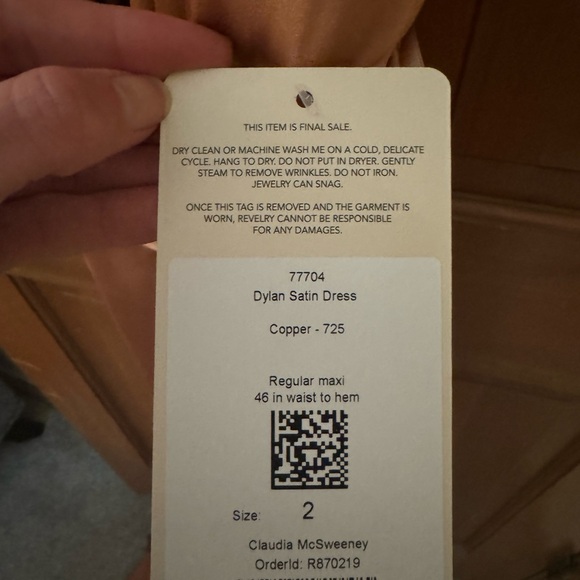 THIS ITEM IS FINAL SALE.
DRY CLEAN OR MACHINE WASH ME ON A COLD, DELICATE
CYCLE. HANG TO DRY. DO NOT PUT IN DRYER. GENTLY
STEAM TO REMOVE WRINKLES. DO NOT IRON.
JEWELRY CAN SNAG.
ONCE THIS TAG IS REMOVED AND THE GARMENT IS
WORN, REVELRY CANNOT BE RESPONSIBLE
FOR ANY DAMAGES.
77704
Dylan Satin Dress
Copper - 725
Regular maxi
46 in waist to hem
Size: 2
Claudia McSweeney
OrderId: R870219